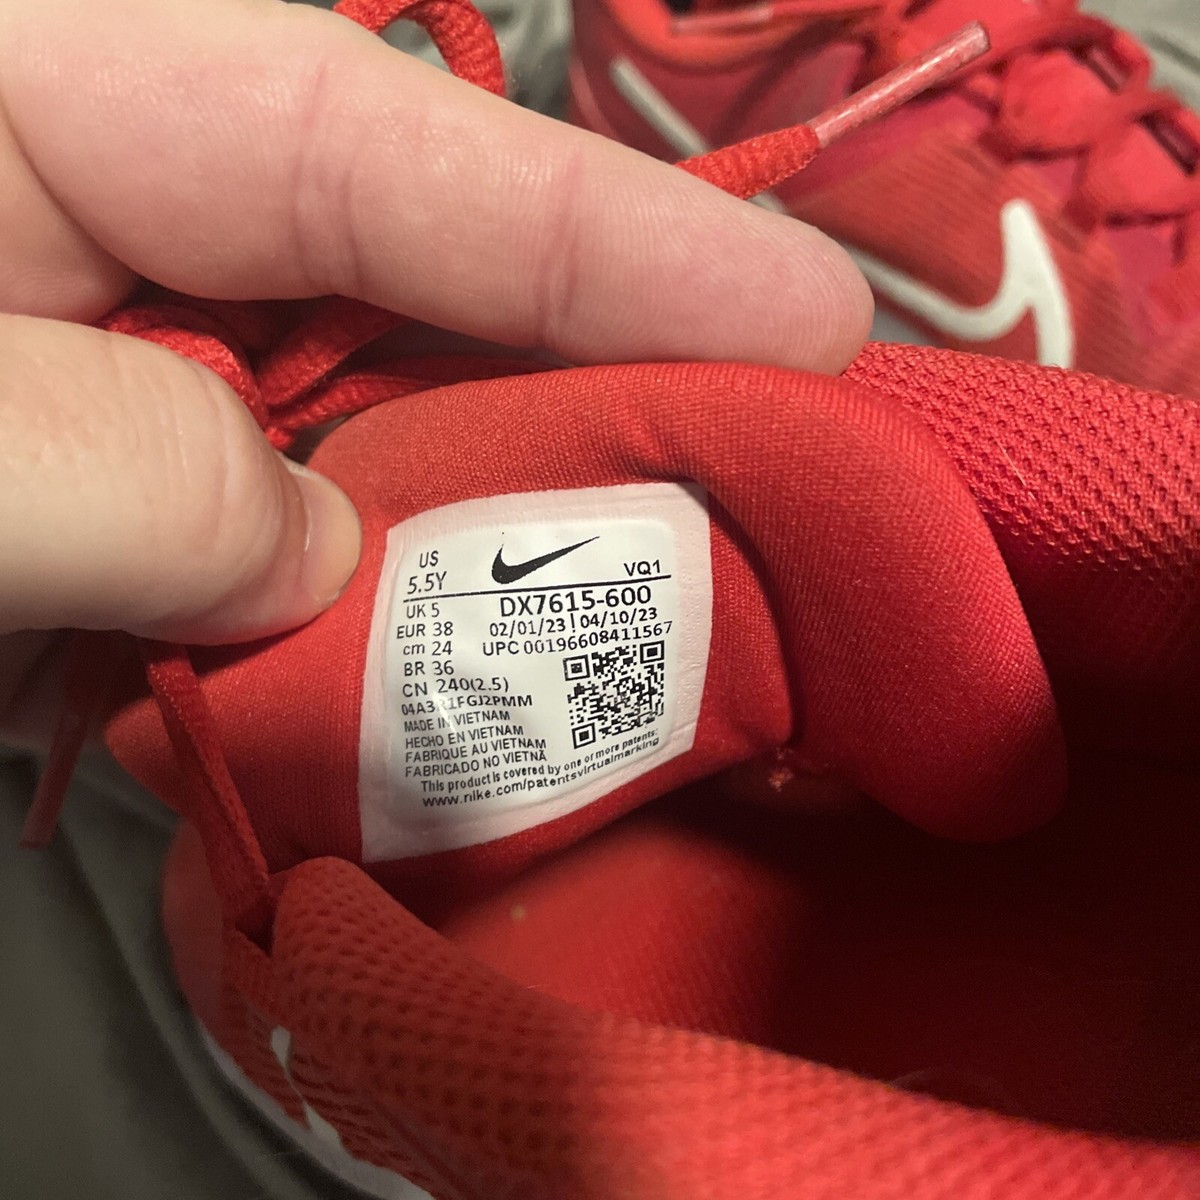 US
5.5Y
VQ1
UK 5
DX7615-600
EUR 38
02/01/23 | 04/10/23
cm 24
UPC 00196608411567
BR 36
CN 240(2.5)
MADE IN VIETNAM
HECHO EN VIETNAM
FABRIQUE AU VIETNAM
FABRICADO NO VIETNÃ
This product is covered by one or more patents:
www.nike.com/patentsvirtualmarking